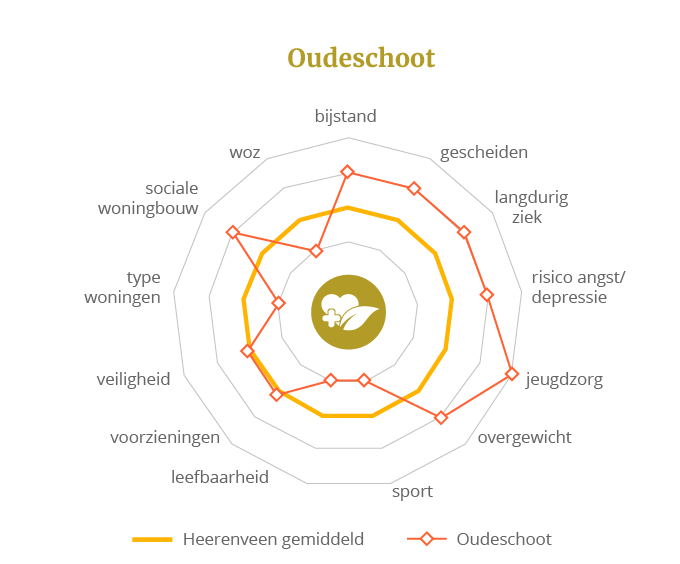 Oudeschoot
bijstand
woz
gescheiden
sociale
woningbouw
langdurig
ziek
type
woningen
risico angst/
depressie
veiligheid
jeugdzorg
voorzieningen
overgewicht
leefbaarheid
sport
Heerenveen gemiddeld
Oudeschoot